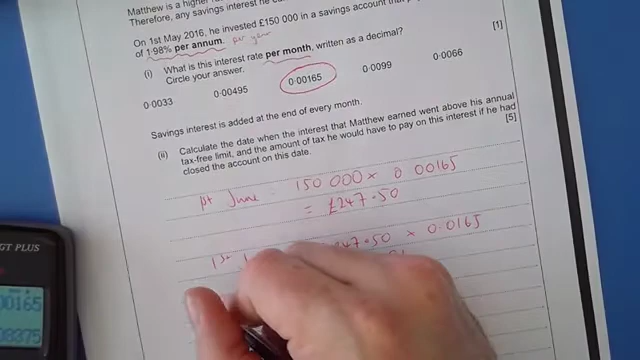 Matthew is a higher
Therefore, any savings interest he
On 1st May 2016, he invested £150 000 in a savings account that
of 1·98% per annum. per year
(i) What is this interest rate per month, written as a decimal?
Circle your answer. [1]
0·0033 0·00495 0·00165 0·0099 0·0066
Savings interest is added at the end of every month.
(ii) Calculate the date when the interest that Matthew earned went above his annual
tax-free limit, and the amount of tax he would have to pay on this interest if he had
closed the account on this date. [5]
1st June : 150 000 × 0.00165
= £247.50
1st 247.50 × 0.0165
GT PLUS
00165
08375